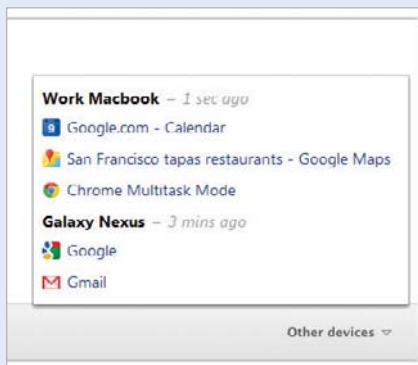 Work Macbook – 1 sec ago
9 Google.com - Calendar
San Francisco tapas restaurants - Google Maps
Chrome Multitask Mode
Galaxy Nexus – 3 mins ago
Google
Gmail
Other devices